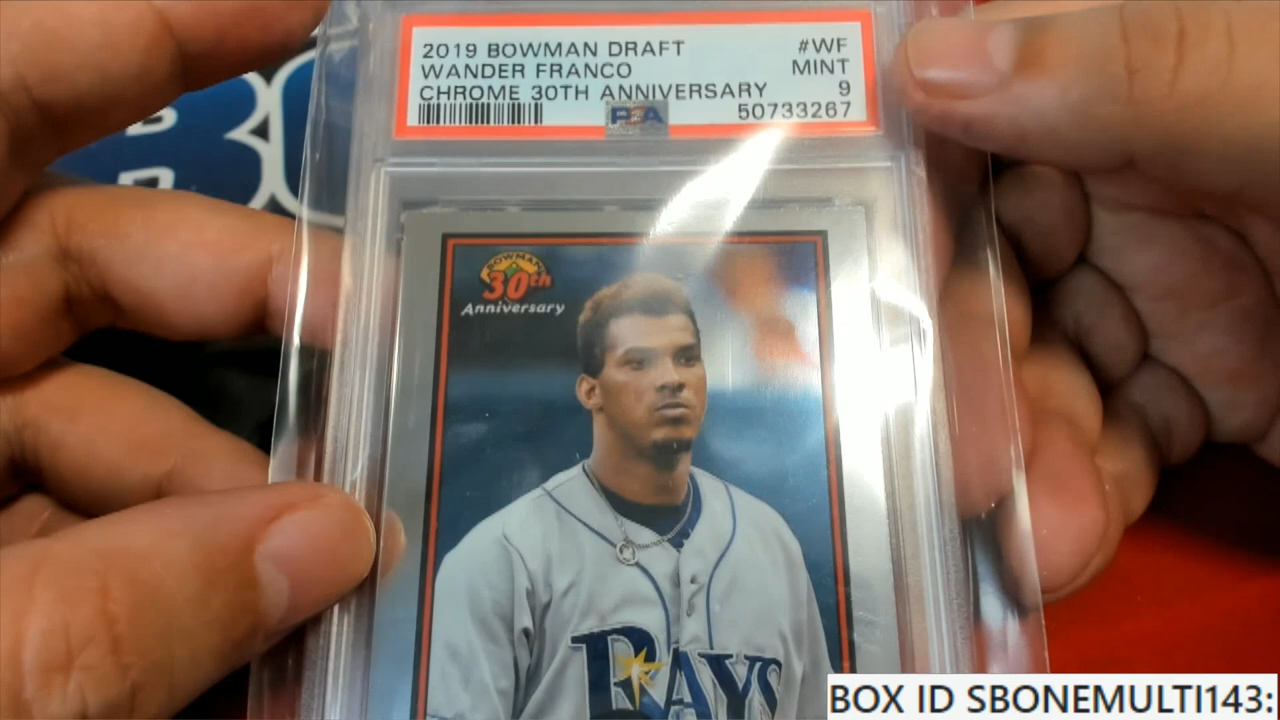 2019 BOWMAN DRAFT #WF
WANDER FRANCO MINT
CHROME 30TH ANNIVERSARY 9
PSA 50733267
BOWMAN
30th
Anniversary
RAYS
BOX ID SBONEMULTI143: